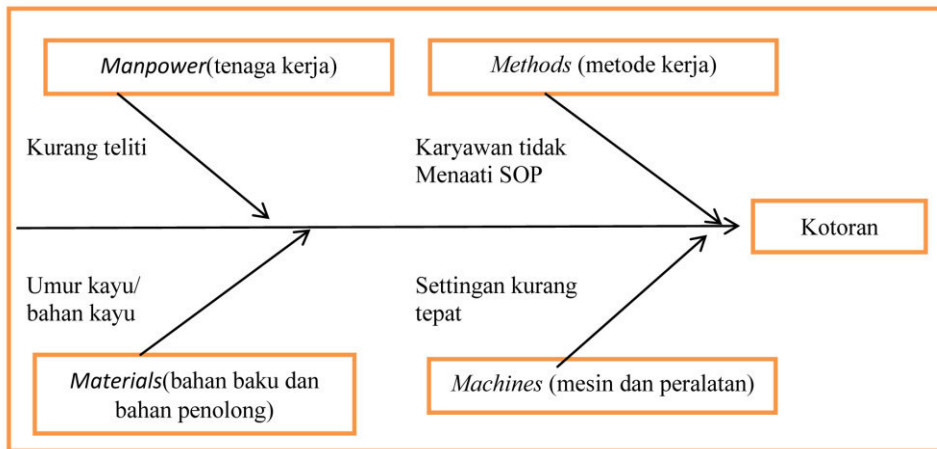 Manpower(tenaga kerja)
Methods (metode kerja)
Kurang teliti
Karyawan tidak
Menaati SOP
Kotoran
Umur kayu/
bahan kayu
Settingan kurang
tepat
Materials(bahan baku dan
bahan penolong)
Machines (mesin dan peralatan)